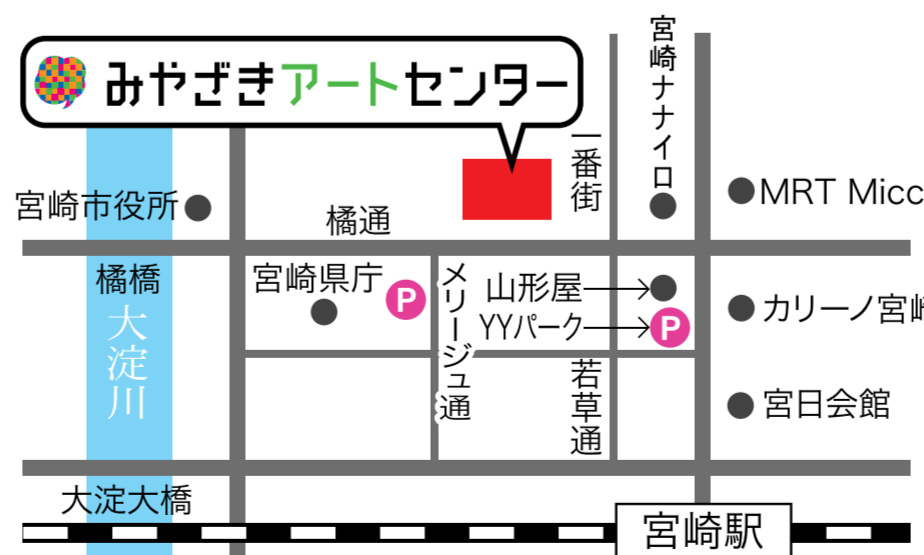 みやざきアートセンター
宮崎ナナイロ
一番街
宮崎市役所
MRT Micc
橘通
橘橋
宮崎県庁
P
メリージュ通
山形屋
YYパーク
P
カリーノ宮崎
大淀川
若草通
宮日会館
大淀大橋
宮崎駅